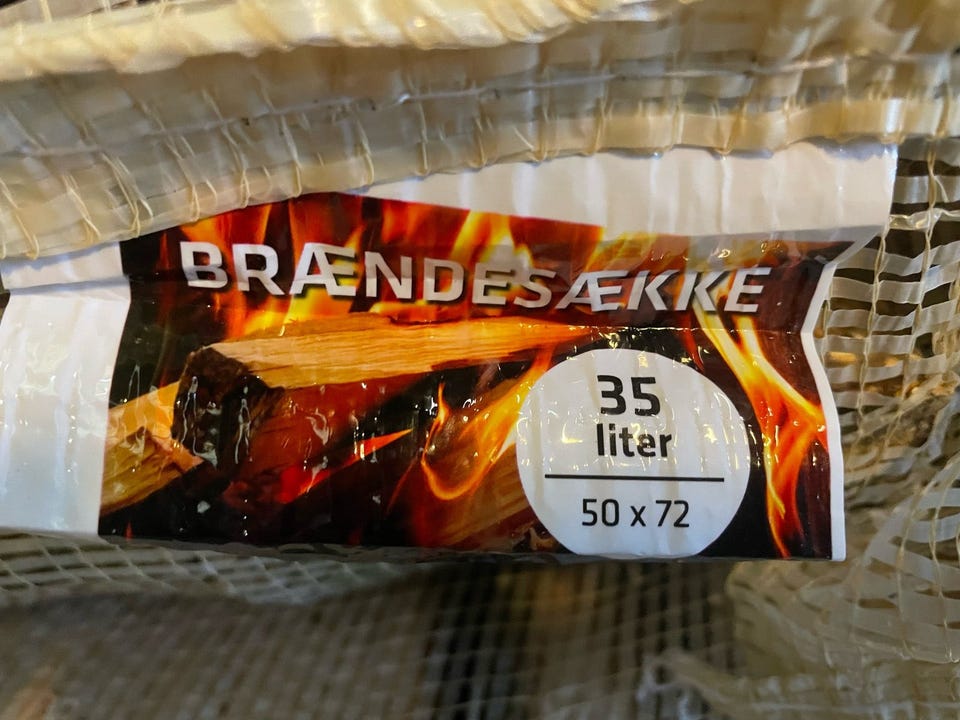 BRÆNDESÆKKE
35
liter
50 x 72